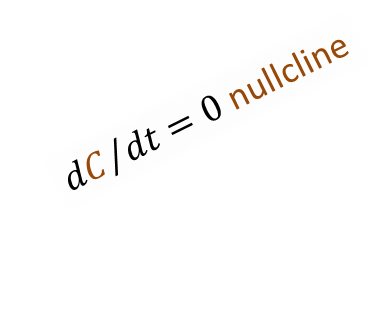 dC/dt = 0 nullcline